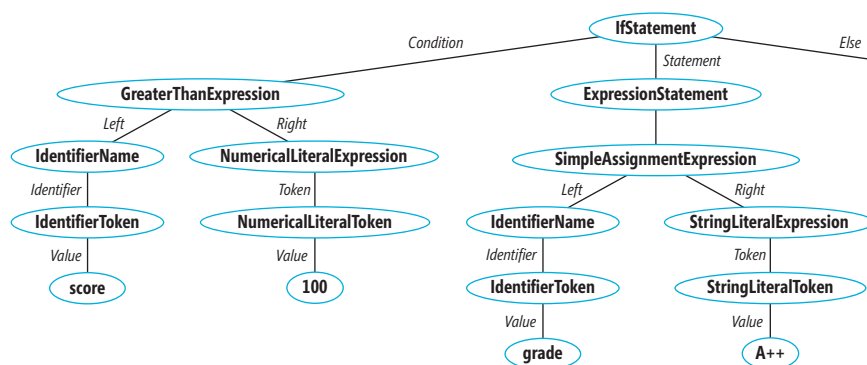 IfStatement
Condition
Statement
Else
GreaterThanExpression
ExpressionStatement
Left
Right
IdentifierName
NumericalLiteralExpression
SimpleAssignmentExpression
Identifier
Token
Left
Right
IdentifierToken
NumericalLiteralToken
IdentifierName
StringLiteralExpression
Value
Value
Identifier
Token
score
100
IdentifierToken
StringLiteralToken
Value
Value
grade
A++